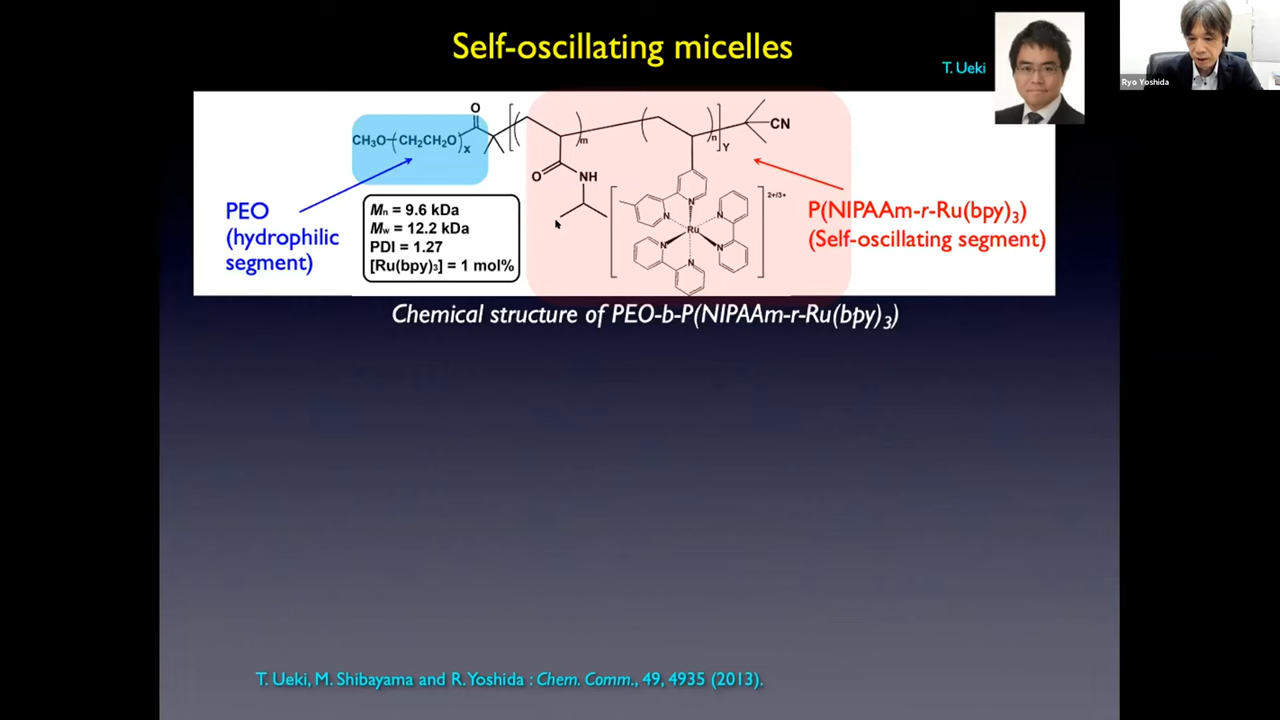 Self-oscillating micelles
T. Ueki
Ryo Yoshida
O
CH₃O-(CH₂CH₂O)x
[( )m ( )n]Y
CN
O
NH
2+/3+
N
N
N
Ru
N
N
N
PEO
(hydrophilic
segment)
Mn = 9.6 kDa
Mw = 12.2 kDa
PDI = 1.27
[Ru(bpy)₃] = 1 mol%
P(NIPAAm-r-Ru(bpy)₃)
(Self-oscillating segment)
Chemical structure of PEO-b-P(NIPAAm-r-Ru(bpy)₃)
T. Ueki, M. Shibayama and R. Yoshida : Chem. Comm., 49, 4935 (2013).